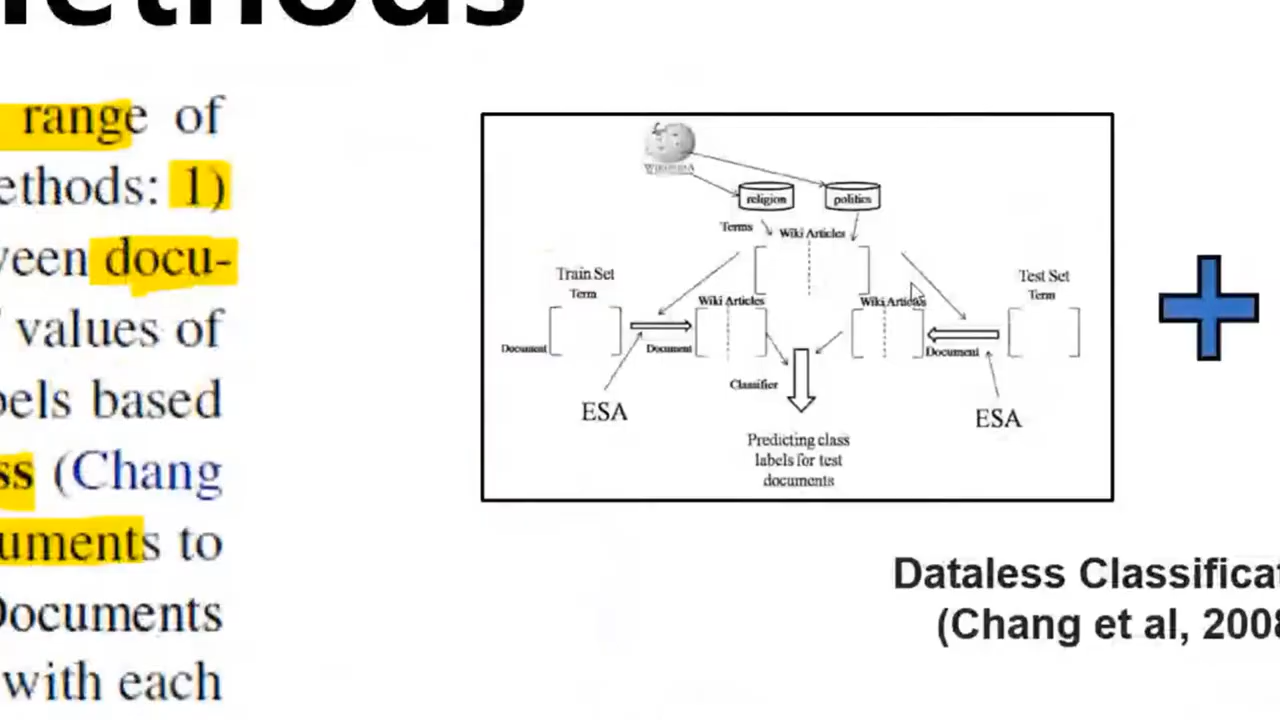 ethods
range of
ethods: 1)
ween docu-
values of
bels based
ss (Chang
uments to
Documents
with each
WIKIPEDIA
religion
politics
Terms
Wiki Articles
Train Set
Term
Test Set
Term
Wiki Articles
Wiki Articles
Document
Document
Document
Classifier
ESA
ESA
Predicting class
labels for test
documents
Dataless Classificat
(Chang et al, 2008